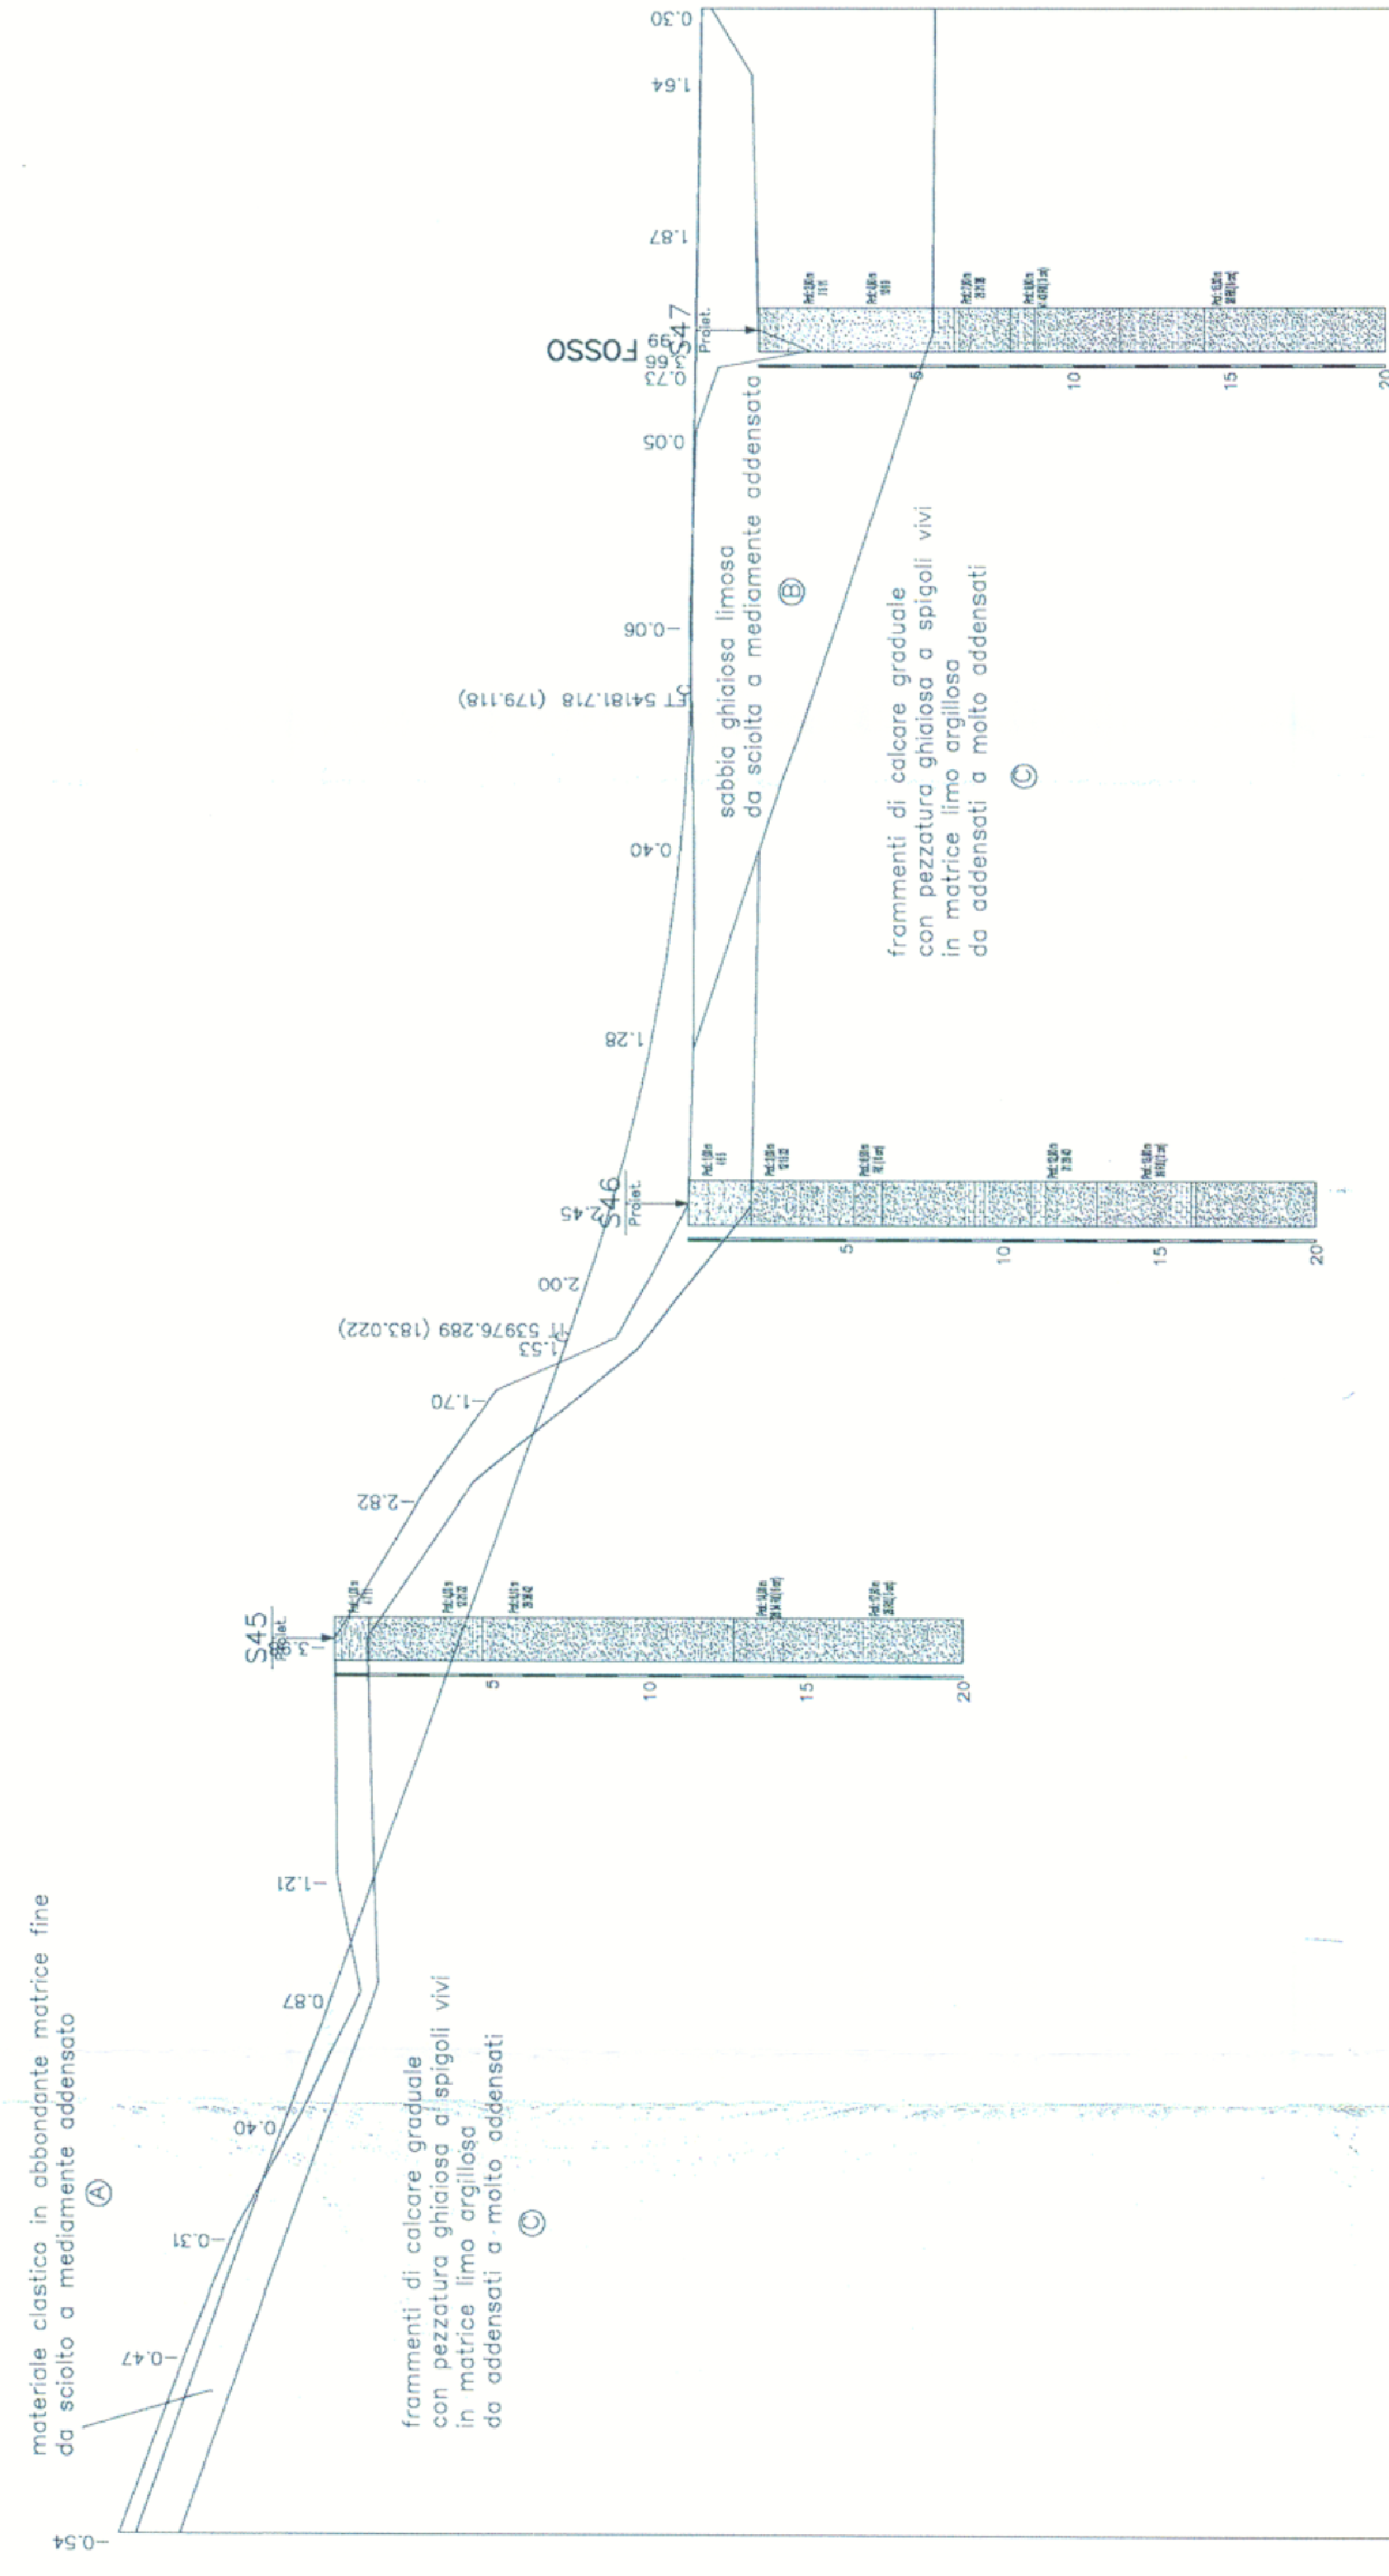 materiale clastico in abbondante matrice fine
da sciolto a mediamente addensato
A
-0.54
-0.47
-0.31
0.40
0.87
-1.21
S45
Proiet.
-2.82
-1.70
1.53
TT 53976.289 (183.022)
2.00
2.45
S46
Proiet.
1.28
0.40
FT 54181.718 (179.118)
-0.06
0.05
0.73
3.66
FOSSO
S47
Proiet.
1.87
1.64
0.30
frammenti di calcare graduale
con pezzatura ghiaiosa a spigoli vivi
in matrice limo argillosa
da addensati a molto addensati
C
5
10
15
20
5
10
15
20
sabbia ghiaiosa limosa
da sciolta a mediamente addensata
B
frammenti di calcare graduale
con pezzatura ghiaiosa a spigoli vivi
in matrice limo argillosa
da addensati a molto addensati
C
5
10
15
20